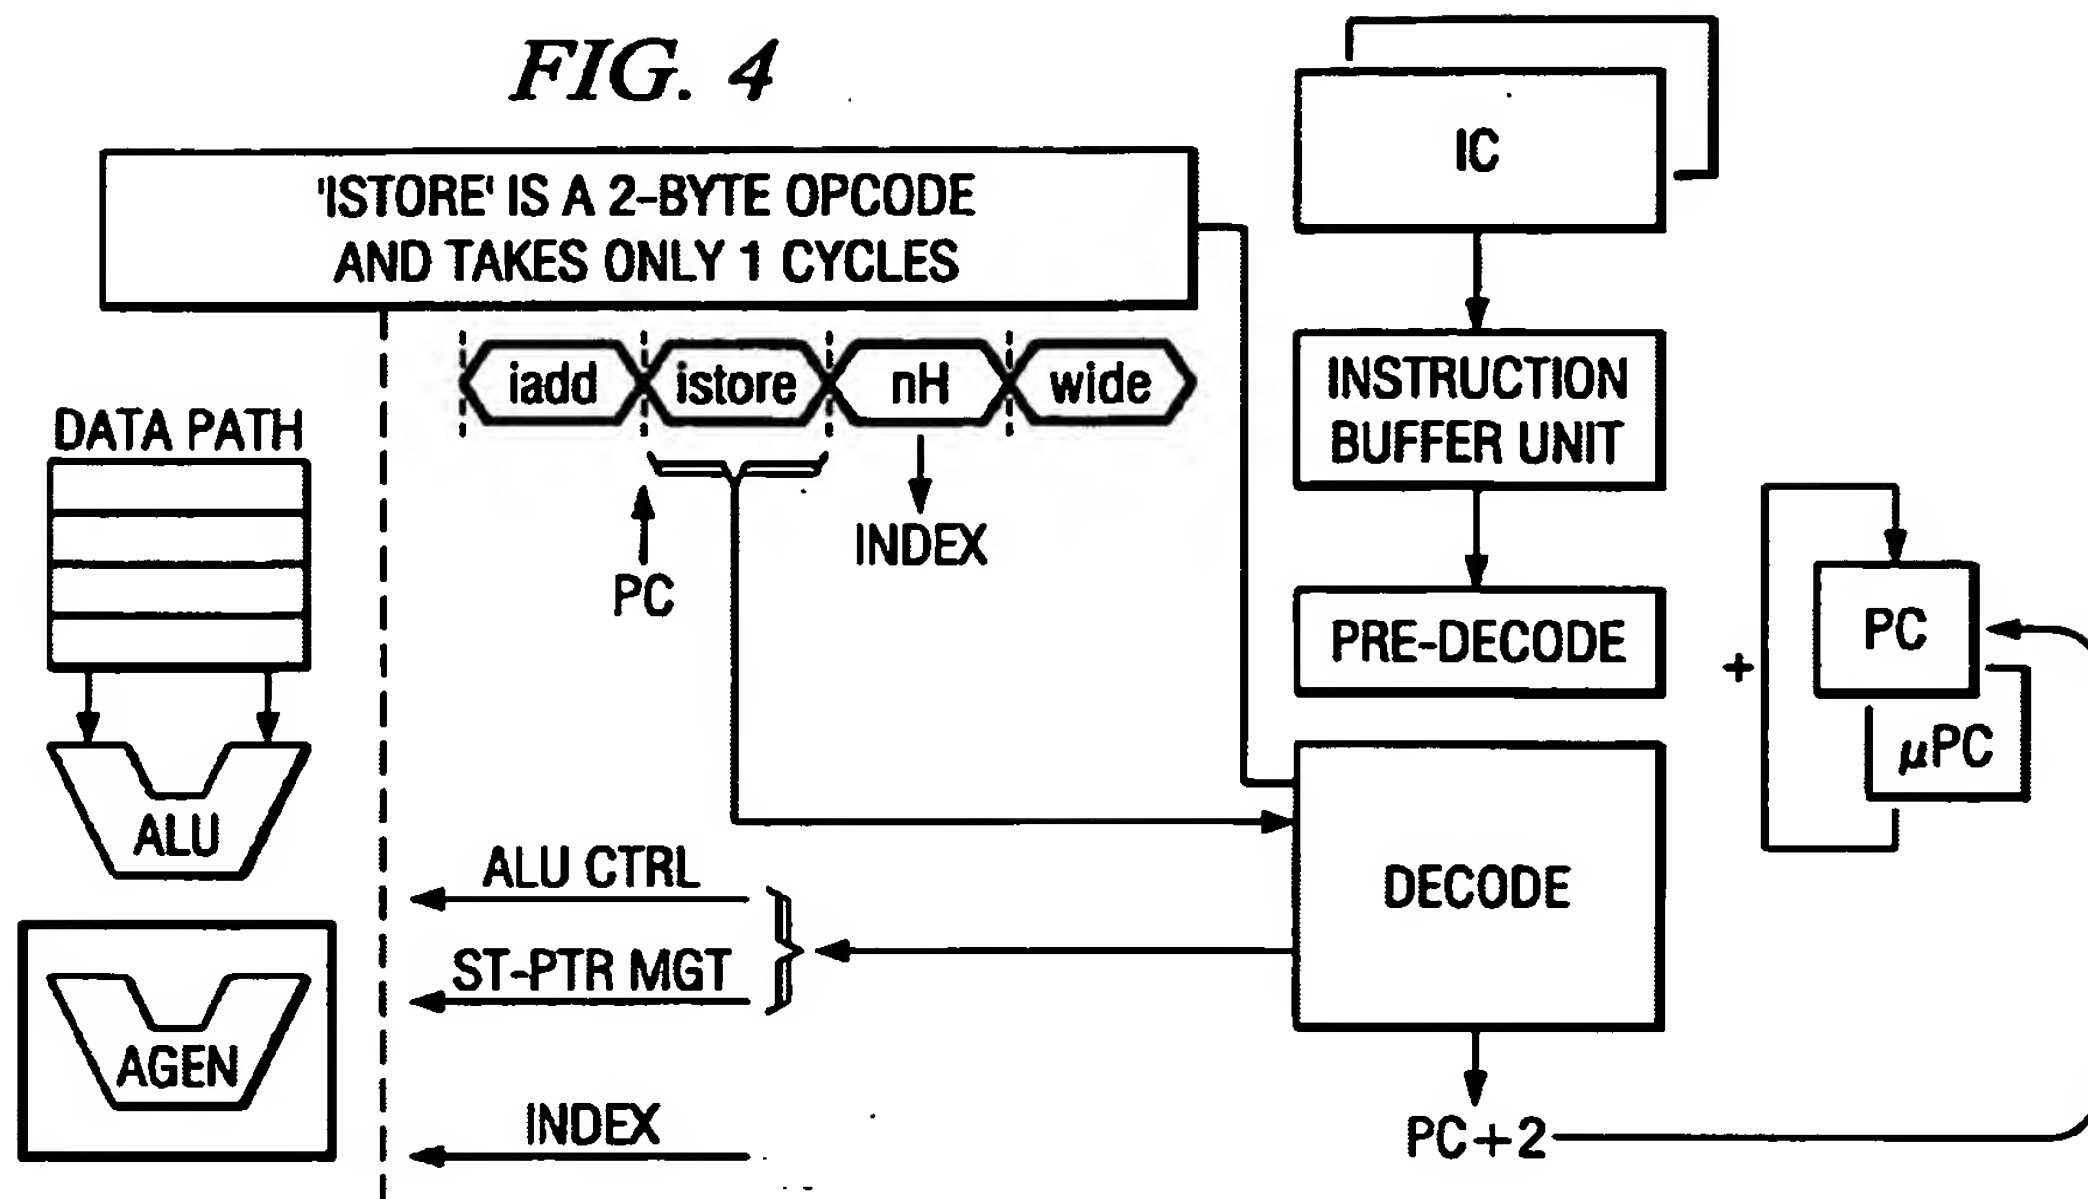 FIG. 4
IC
'ISTORE' IS A 2-BYTE OPCODE
AND TAKES ONLY 1 CYCLES
iadd istore nH wide
INSTRUCTION
BUFFER UNIT
DATA PATH
INDEX
PC
PRE-DECODE
PC
+
μPC
ALU
ALU CTRL
DECODE
ST-PTR MGT
AGEN
INDEX
PC+2